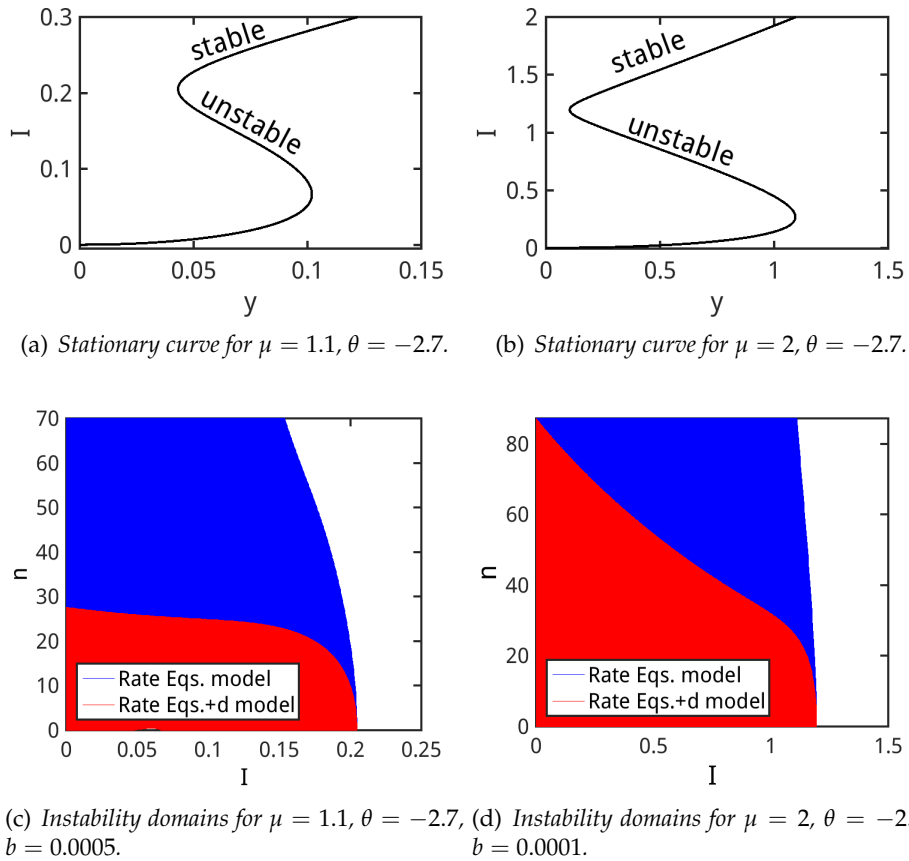 0.3
0.2
0.1
0
I
stable
unstable
0 0.05 0.1 0.15
y
2
1.5
1
0.5
0
I
stable
unstable
0 0.5 1 1.5
y
(a) Stationary curve for μ = 1.1, θ = −2.7.
(b) Stationary curve for μ = 2, θ = −2.7.
70
60
50
40
30
20
10
0
n
Rate Eqs. model
Rate Eqs.+d model
0 0.05 0.1 0.15 0.2 0.25
I
80
60
40
20
0
n
Rate Eqs. model
Rate Eqs.+d model
0 0.5 1 1.5
I
(c) Instability domains for μ = 1.1, θ = −2.7,
b = 0.0005.
(d) Instability domains for μ = 2, θ = −2.
b = 0.0001.